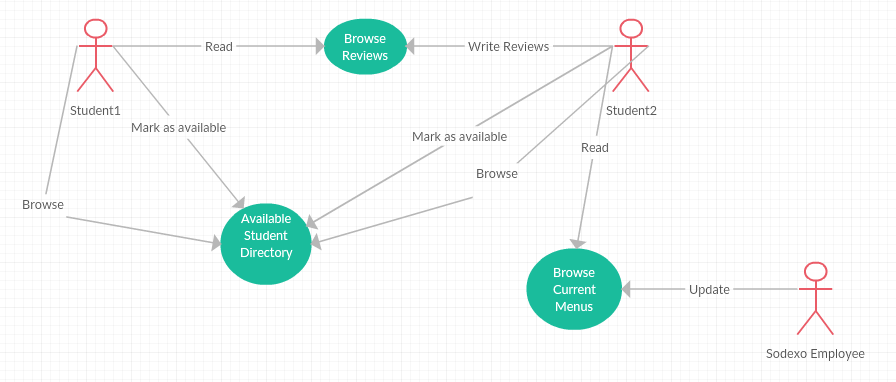 Read
Browse
Reviews
Write Reviews
Student1
Student2
Mark as available
Mark as available
Read
Browse
Browse
Available
Student
Directory
Browse
Current
Menus
Update
Sodexo Employee